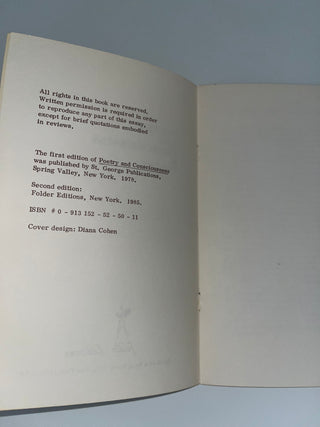 All rights in this book are reserved.
Written permission is required in order
to reproduce any part of this essay,
except for brief quotations embodied
in reviews.
The first edition of Poetry and Consciousness
was published by St. George Publications,
Spring Valley, New York, 1978.
Second edition:
Folder Editions, New York, 1985.
ISBN # 0 - 913 152 - 52 - 50 - 11
Cover design: Diana Cohen